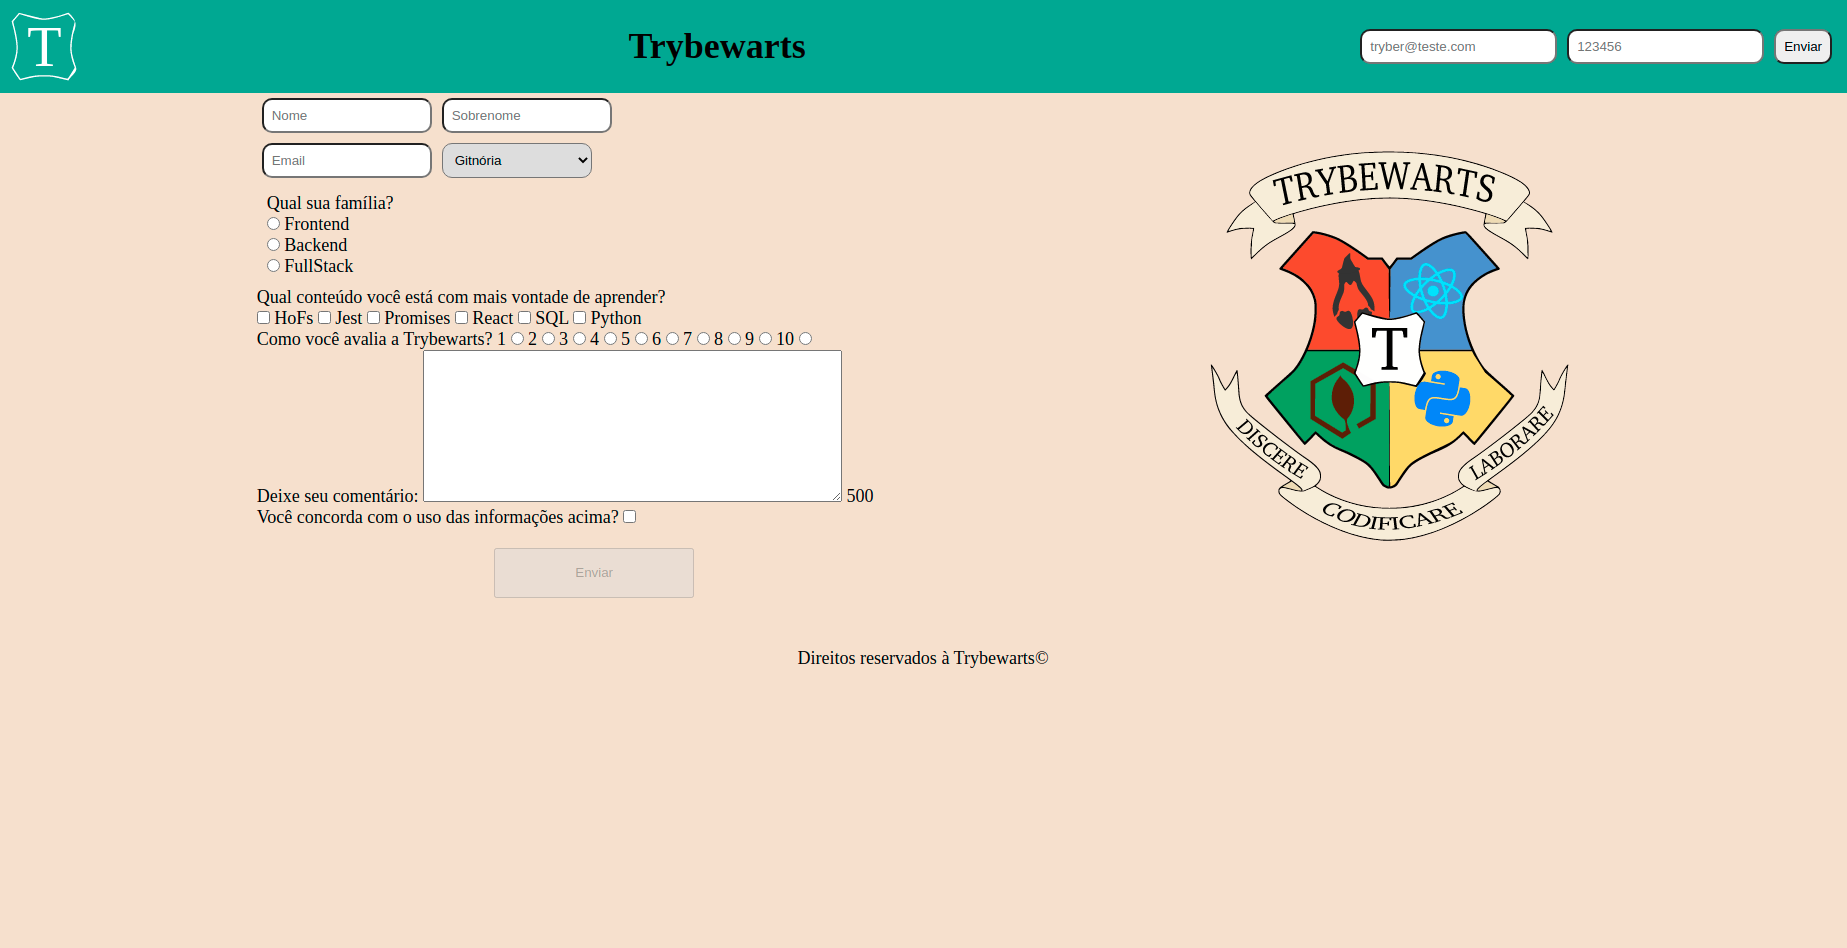 T
Trybewarts
tryber@teste.com 123456 Enviar
Nome Sobrenome
Email Gitnória
Qual sua família?
Frontend
Backend
FullStack
Qual conteúdo você está com mais vontade de aprender?
HoFs Jest Promises React SQL Python
Como você avalia a Trybewarts? 1 2 3 4 5 6 7 8 9 10
Deixe seu comentário: 500
Você concorda com o uso das informações acima?
Enviar
TRYBEWARTS
T
DISCERE
LABORARE
CODIFICARE
Direitos reservados à Trybewarts©